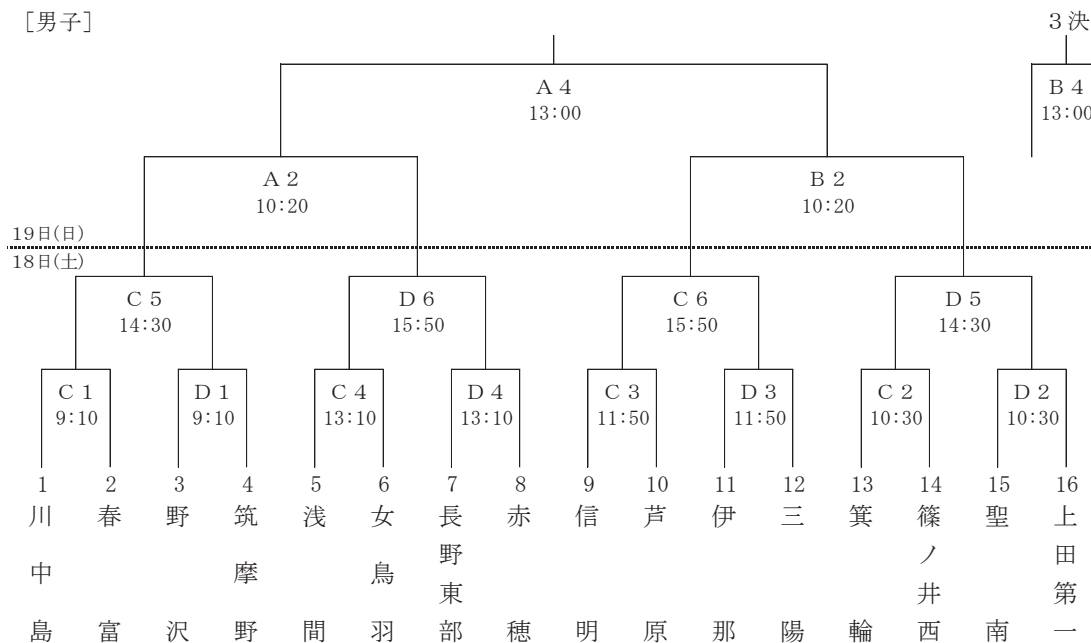 [男子] 3決
A4 B4
13:00 13:00
A2 B2
10:20 10:20
19日(日)
18日(土)
C5 D6 C6 D5
14:30 15:50 15:50 14:30
C1 D1 C4 D4 C3 D3 C2 D2
9:10 9:10 13:10 13:10 11:50 11:50 10:30 10:30
1 2 3 4 5 6 7 8 9 10 11 12 13 14 15 16
川中島
春富
野沢
筑摩野
浅間
女鳥羽
長野東部
赤穂
信明
芦原
伊那
三陽
箕輪
篠ノ井西
聖南
上田第一